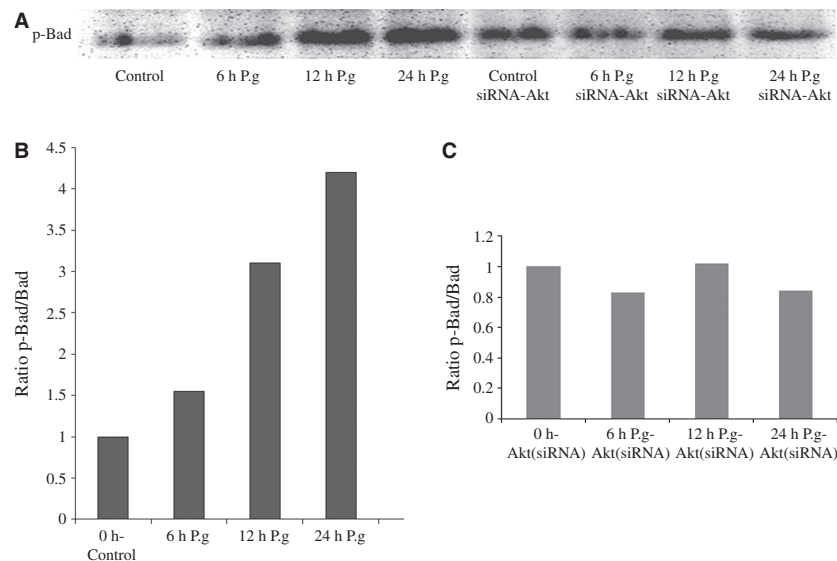 A
p-Bad
Control 6 h P.g 12 h P.g 24 h P.g Control 6 h P.g 12 h P.g 24 h P.g
siRNA-Akt siRNA-Akt siRNA-Akt siRNA-Akt
B
4.5
4
3.5
3
2.5
2
1.5
1
0.5
0
Ratio p-Bad/Bad
0 h- 6 h P.g 12 h P.g 24 h P.g
Control
C
1.2
1
0.8
0.6
0.4
0.2
0
Ratio p-Bad/Bad
0 h- 6 h P.g- 12 h P.g- 24 h P.g-
Akt(siRNA) Akt(siRNA) Akt(siRNA) Akt(siRNA)